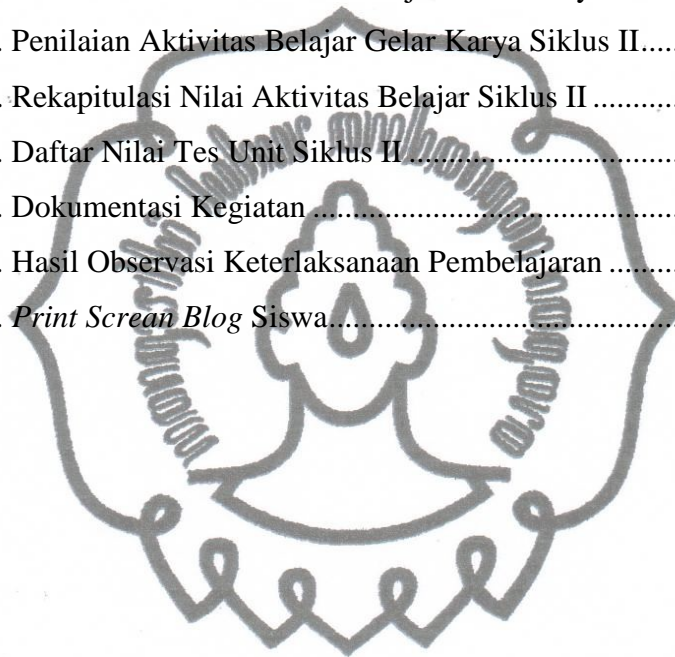 . Penilaian Aktivitas Belajar Gelar Karya Siklus II.....
. Rekapitulasi Nilai Aktivitas Belajar Siklus II ............
. Daftar Nilai Tes Unit Siklus II ..................................
. Dokumentasi Kegiatan ..............................................
. Hasil Observasi Keterlaksanaan Pembelajaran ..........
. Print Screan Blog Siswa............................................